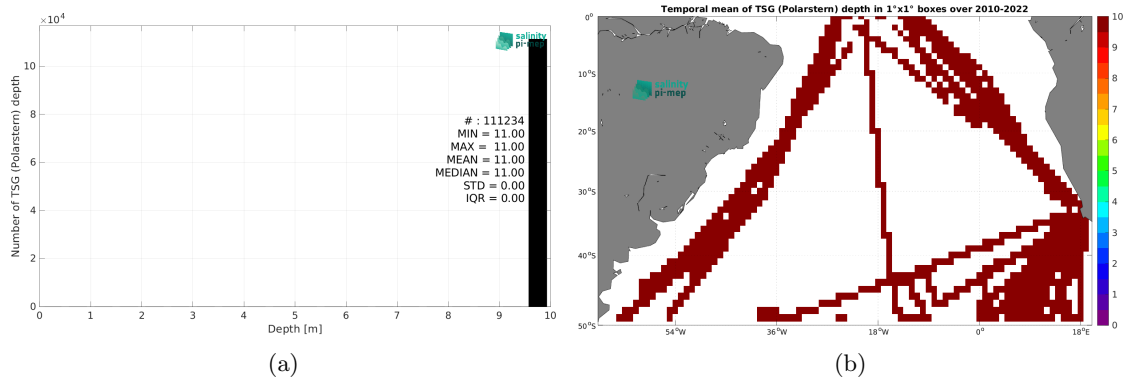 ×10⁴
salinity
pi-mep
10
8
6
4
2
0
Number of TSG (Polarstern) depth
# : 111234
MIN = 11.00
MAX = 11.00
MEAN = 11.00
MEDIAN = 11.00
STD = 0.00
IQR = 0.00
0 1 2 3 4 5 6 7 8 9 10
Depth [m]
(a)
Temporal mean of TSG (Polarstern) depth in 1°x1° boxes over 2010-2022
0°
10°S
20°S
30°S
40°S
50°S
salinity
pi-mep
54°W 36°W 18°W 0° 18°E
10
9
8
7
6
5
4
3
2
1
0
(b)